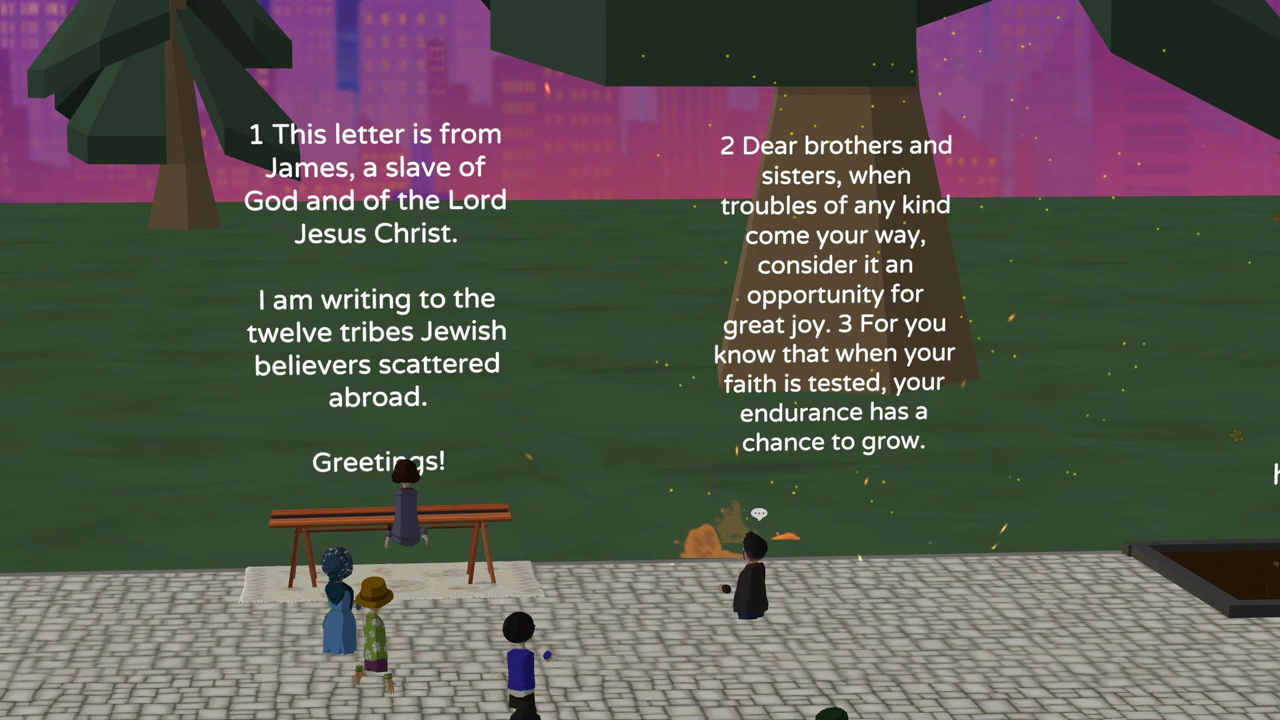 1 This letter is from
James, a slave of
God and of the Lord
Jesus Christ.
I am writing to the
twelve tribes Jewish
believers scattered
abroad.
Greetings!
2 Dear brothers and
sisters, when
troubles of any kind
come your way,
consider it an
opportunity for
great joy. 3 For you
know that when your
faith is tested, your
endurance has a
chance to grow.